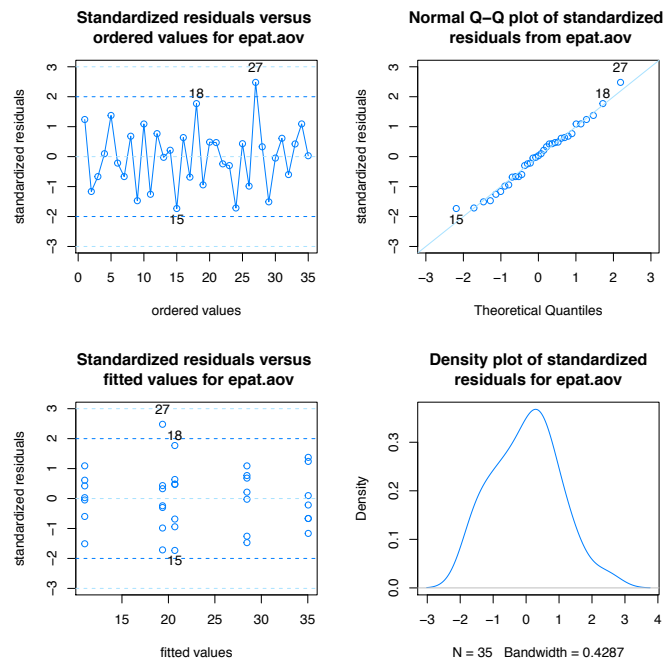 Standardized residuals versus
ordered values for epat.aov
standardized residuals
3
2
1
0
−1
−2
−3
27
18
15
0 5 10 15 20 25 30 35
ordered values
Normal Q−Q plot of standardized
residuals from epat.aov
standardized residuals
3
2
1
0
−1
−2
−3
27
18
15
−3 −2 −1 0 1 2 3
Theoretical Quantiles
Standardized residuals versus
fitted values for epat.aov
standardized residuals
3
2
1
0
−1
−2
−3
27
18
15
15 20 25 30 35
fitted values
Density plot of standardized
residuals for epat.aov
Density
0.3
0.2
0.1
0.0
−3 −2 −1 0 1 2 3 4
N = 35 Bandwidth = 0.4287